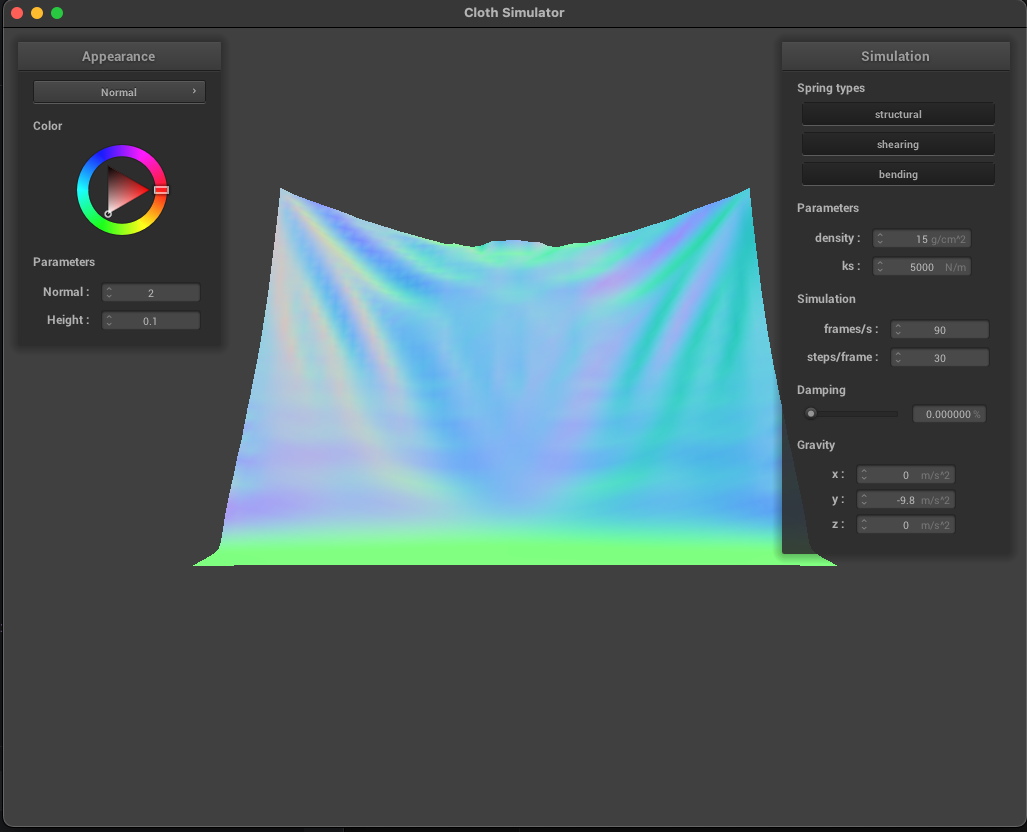 Cloth Simulator
Appearance
Normal
Color
Parameters
Normal : 2
Height : 0.1
Simulation
Spring types
structural
shearing
bending
Parameters
density : 15 g/cm^2
ks : 5000 N/m
Simulation
frames/s : 90
steps/frame : 30
Damping
0.000000 %
Gravity
x : 0 m/s^2
y : -9.8 m/s^2
z : 0 m/s^2